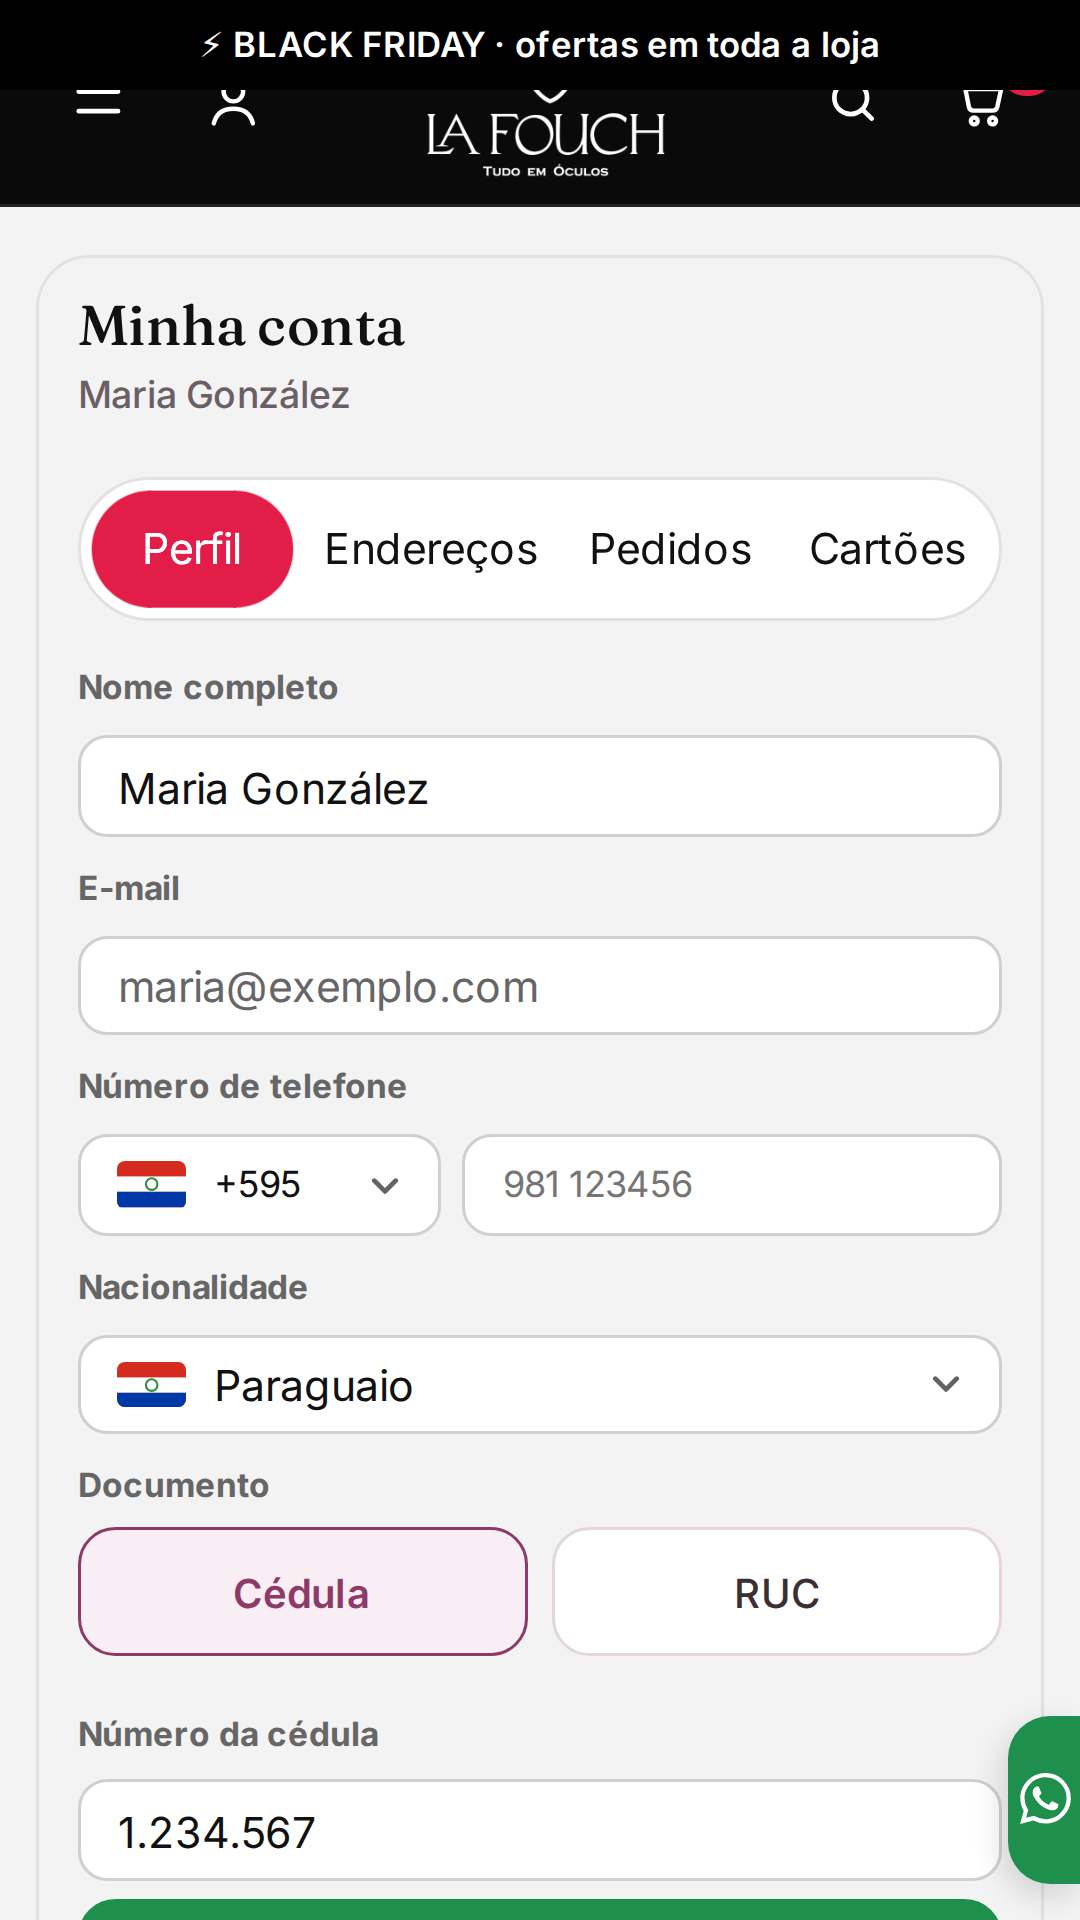 ⚡ BLACK FRIDAY · ofertas em toda a loja
LA FOUCH
TUDO EM ÓCULOS
Minha conta
Maria González
Perfil Endereços Pedidos Cartões
Nome completo
Maria González
E-mail
maria@exemplo.com
Número de telefone
+595 981 123456
Nacionalidade
Paraguaio
Documento
Cédula RUC
Número da cédula
1.234.567